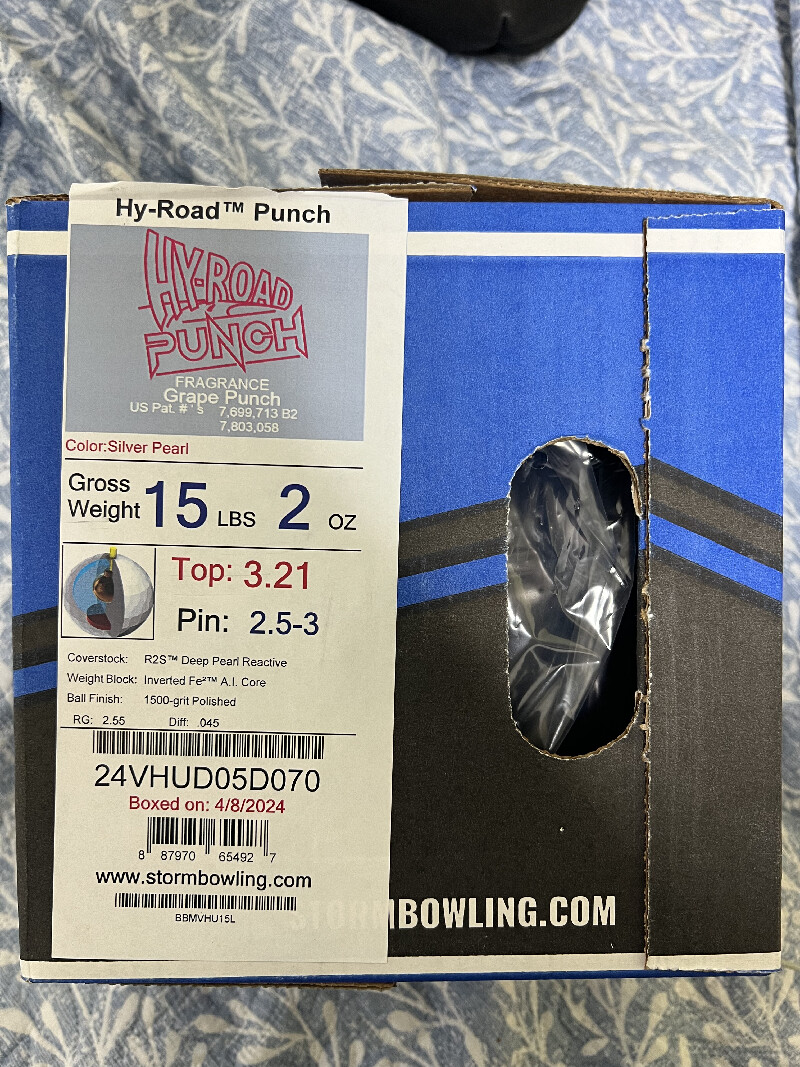 Hy-Road™ Punch
HY-ROAD
PUNCH
FRAGRANCE
Grape Punch
US Pat. #'s 7,699,713 B2
7,803,058
Color:Silver Pearl
Gross Weight 15 LBS 2 OZ
Top: 3.21
Pin: 2.5-3
Coverstock: R2S™ Deep Pearl Reactive
Weight Block: Inverted Fe²™ A.I. Core
Ball Finish: 1500-grit Polished
RG: 2.55 Diff: .045
24VHUD05D070
Boxed on: 4/8/2024
8 87970 65492 7
www.stormbowling.com
BBMVHU15L
STORMBOWLING.COM